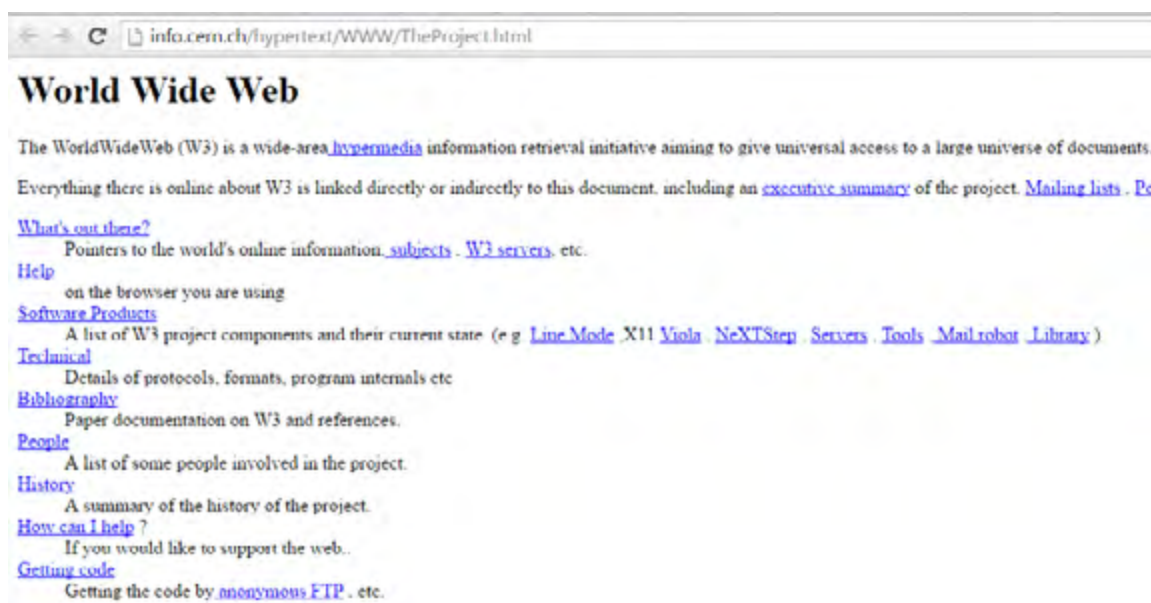 info.cern.ch/hypertext/WWW/TheProject.html
World Wide Web
The WorldWideWeb (W3) is a wide-area hypermedia information retrieval initiative aiming to give universal access to a large universe of documents.
Everything there is online about W3 is linked directly or indirectly to this document, including an executive summary of the project, Mailing lists ,
What's out there?
Pointers to the world's online information, subjects , W3 servers, etc.
Help
on the browser you are using
Software Products
A list of W3 project components and their current state. (e.g. Line Mode ,X11 Viola , NeXTStep , Servers , Tools , Mail robot , Library )
Technical
Details of protocols, formats, program internals etc
Bibliography
Paper documentation on W3 and references.
People
A list of some people involved in the project.
History
A summary of the history of the project.
How can I help ?
If you would like to support the web..
Getting code
Getting the code by anonymous FTP , etc.